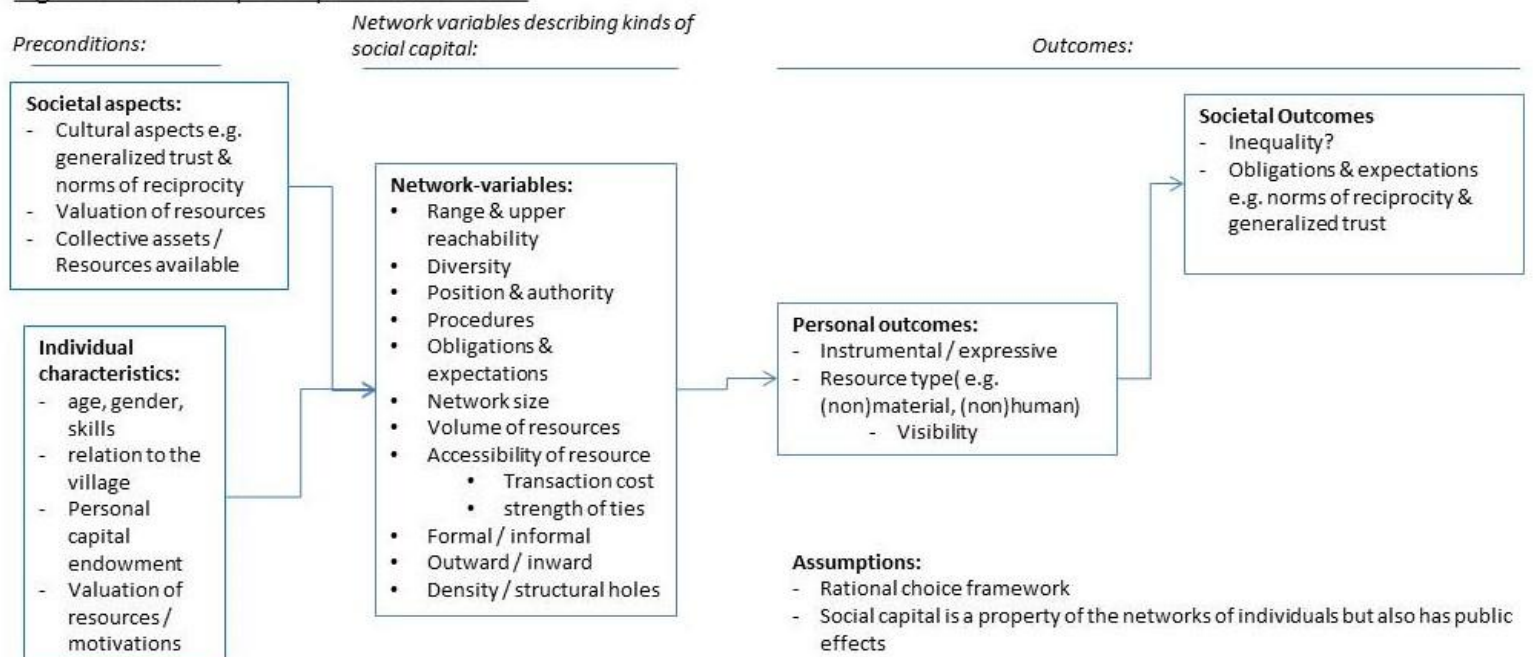 Preconditions:
Network variables describing kinds of
social capital:
Outcomes:
Societal aspects:
- Cultural aspects e.g.
generalized trust &
norms of reciprocity
- Valuation of resources
- Collective assets /
Resources available
Individual
characteristics:
- age, gender,
skills
- relation to the
village
- Personal
capital
endowment
- Valuation of
resources /
motivations
Network-variables:
• Range & upper
reachability
• Diversity
• Position & authority
• Procedures
• Obligations &
expectations
• Network size
• Volume of resources
• Accessibility of resource
• Transaction cost
• strength of ties
• Formal / informal
• Outward / inward
• Density / structural holes
Personal outcomes:
- Instrumental / expressive
- Resource type( e.g.
(non)material, (non)human)
- Visibility
Societal Outcomes
- Inequality?
- Obligations & expectations
e.g. norms of reciprocity &
generalized trust
Assumptions:
- Rational choice framework
- Social capital is a property of the networks of individuals but also has public
effects